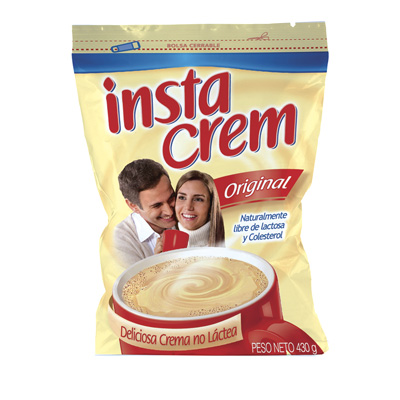 BOLSA CERRABLE
insta
crem
Original
Naturalmente
libre de lactosa
y Colesterol
Deliciosa Crema no Láctea
PESO NETO 430 g